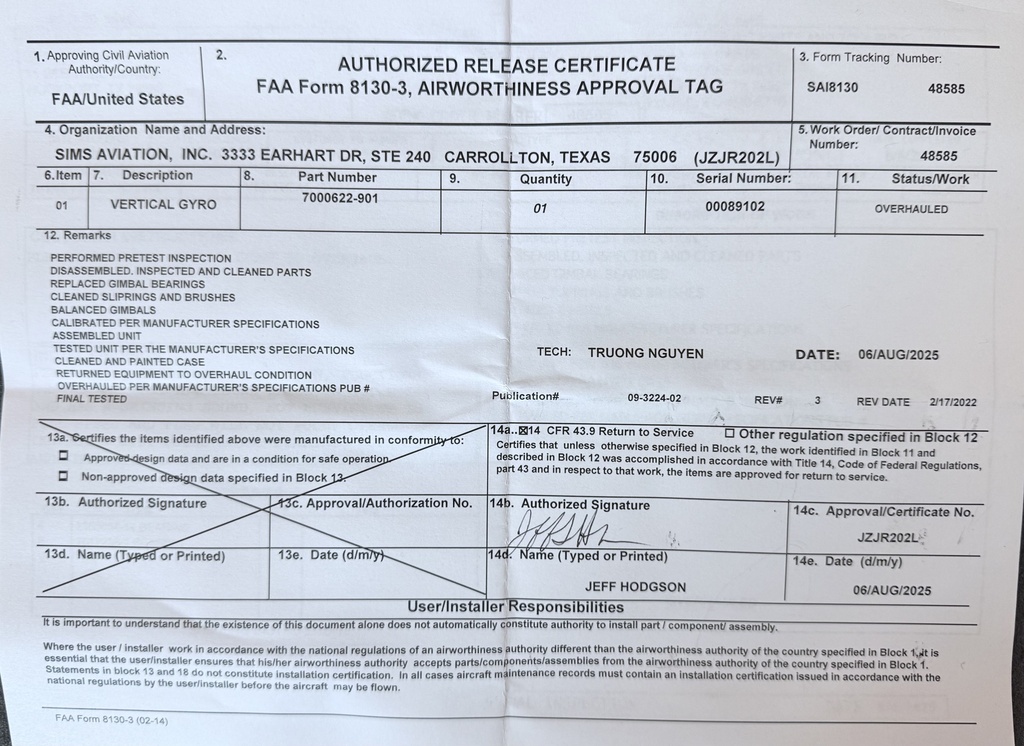 1. Approving Civil Aviation Authority/Country:
FAA/United States
2.
AUTHORIZED RELEASE CERTIFICATE
FAA Form 8130-3, AIRWORTHINESS APPROVAL TAG
3. Form Tracking Number:
SAI8130 48585
4. Organization Name and Address:
SIMS AVIATION, INC. 3333 EARHART DR, STE 240 CARROLLTON, TEXAS 75006 (JZJR202L)
5. Work Order/ Contract/Invoice Number:
48585
6.Item 7. Description 8. Part Number 9. Quantity 10. Serial Number: 11. Status/Work
01 VERTICAL GYRO 7000622-901 01 00089102 OVERHAULED
12. Remarks
PERFORMED PRETEST INSPECTION
DISASSEMBLED. INSPECTED AND CLEANED PARTS
REPLACED GIMBAL BEARINGS
CLEANED SLIPRINGS AND BRUSHES
BALANCED GIMBALS
CALIBRATED PER MANUFACTURER SPECIFICATIONS
ASSEMBLED UNIT
TESTED UNIT PER THE MANUFACTURER'S SPECIFICATIONS
CLEANED AND PAINTED CASE
RETURNED EQUIPMENT TO OVERHAUL CONDITION
OVERHAULED PER MANUFACTURER'S SPECIFICATIONS PUB #
FINAL TESTED
TECH: TRUONG NGUYEN DATE: 06/AUG/2025
Publication# 09-3224-02 REV# 3 REV DATE 2/17/2022
13a. Certifies the items identified above were manufactured in conformity to:
☐ Approved design data and are in a condition for safe operation.
☐ Non-approved design data specified in Block 13.
14a..☒14 CFR 43.9 Return to Service ☐ Other regulation specified in Block 12
Certifies that unless otherwise specified in Block 12, the work identified in Block 11 and
described in Block 12 was accomplished in accordance with Title 14, Code of Federal Regulations,
part 43 and in respect to that work, the items are approved for return to service.
13b. Authorized Signature
13c. Approval/Authorization No.
14b. Authorized Signature
14c. Approval/Certificate No.
JZJR202L
13d. Name (Typed or Printed)
13e. Date (d/m/y)
14d. Name (Typed or Printed)
JEFF HODGSON
14e. Date (d/m/y)
06/AUG/2025
User/Installer Responsibilities
It is important to understand that the existence of this document alone does not automatically constitute authority to install part / component/ assembly.
Where the user / installer work in accordance with the national regulations of an airworthiness authority different than the airworthiness authority of the country specified in Block 1, it is
essential that the user/installer ensures that his/her airworthiness authority accepts parts/components/assemblies from the airworthiness authority of the country specified in Block 1.
Statements in block 13 and 18 do not constitute installation certification. In all cases aircraft maintenance records must contain an installation certification issued in accordance with the
national regulations by the user/installer before the aircraft may be flown.
FAA Form 8130-3 (02-14)